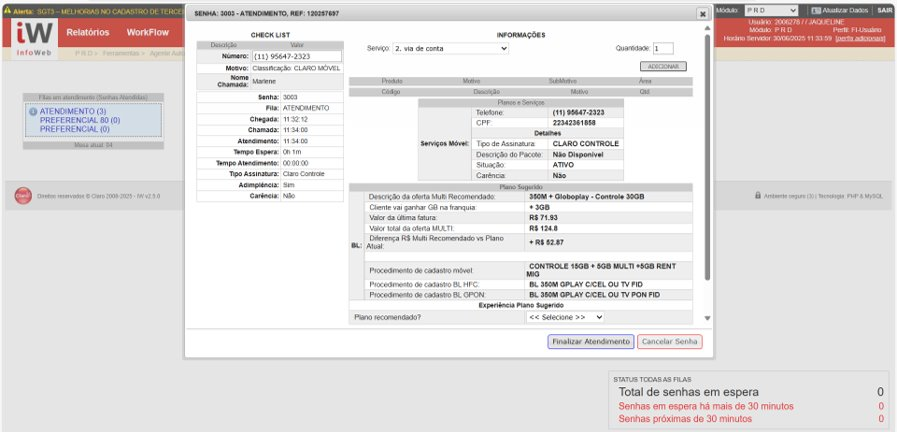 Alerta: SGT3 – MELHORIAS NO CADASTRO DE TERCE
Módulo: P R D
Atualizar Dados
SAIR
iW
InfoWeb
Relatórios
WorkFlow
Usuário: 2006278 / / JAQUELINE
Módulo: P R D Perfil: FI-Usuário
Horário Servidor 30/06/2025 11:33:59 [perfis adicionais]
P R D > Ferramentas > Agente Auto
SENHA: 3003 - ATENDIMENTO, REF: 120257697
CHECK LIST
Descrição Valor
Número: (11) 95647-2323
Motivo: Classificação: CLARO MÓVEL
Nome Chamada: Marlene
Senha: 3003
Fila: ATENDIMENTO
Chegada: 11:32:12
Chamada: 11:34:00
Atendimento: 11:34:00
Tempo Espera: 0h 1m
Tempo Atendimento: 00:00:00
Tipo Assinatura: Claro Controle
Adimplência: Sim
Carência: Não
INFORMAÇÕES
Serviço: 2. via de conta
Quantidade: 1
ADICIONAR
Produto Motivo SubMotivo Área
Código Descrição Motivo Qtd
Planos e Serviços
Serviços Móvel:
Telefone: (11) 95647-2323
CPF: 22342361858
Detalhes
Tipo de Assinatura: CLARO CONTROLE
Descrição do Pacote: Não Disponivel
Situação: ATIVO
Carência: Não
Plano Sugerido
BL:
Descrição da oferta Multi Recomendado: 350M + Globoplay - Controle 30GB
Cliente vai ganhar GB na franquia: + 3GB
Valor da última fatura: R$ 71.93
Valor total da oferta MULTI: R$ 124.8
Diferença R$ Multi Recomendado vs Plano Atual: + R$ 52.87
Procedimento de cadastro móvel: CONTROLE 15GB + 5GB MULTI +5GB RENT MIG
Procedimento de cadastro BL HFC: BL 350M GPLAY C/CEL OU TV FID
Procedimento de cadastro BL GPON: BL 350M GPLAY C/CEL OU TV PON FID
Experiência Plano Sugerido
Plano recomendado? << Selecione >>
Finalizar Atendimento
Cancelar Senha
Filas em atendimento (Senhas Atendidas)
ATENDIMENTO (3)
PREFERENCIAL 80 (0)
PREFERENCIAL (0)
Mesa atual: 04
Claro
Direitos reservados © Claro 2008-2025 - IW v2.5.0
Ambiente seguro (3) | Tecnologia PHP & MySQL
STATUS TODAS AS FILAS
Total de senhas em espera 0
Senhas em espera há mais de 30 minutos 0
Senhas próximas de 30 minutos 0